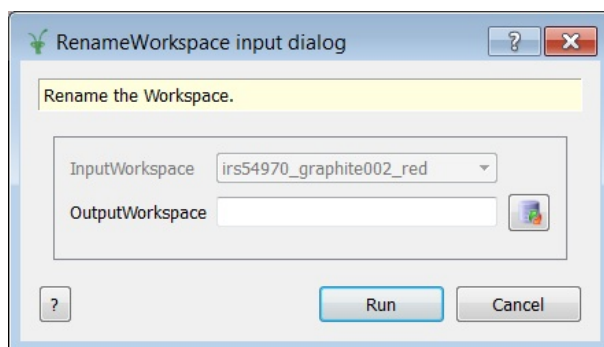 RenameWorkspace input dialog
?
Rename the Workspace.
InputWorkspace irs54970_graphite002_red
OutputWorkspace
? Run Cancel